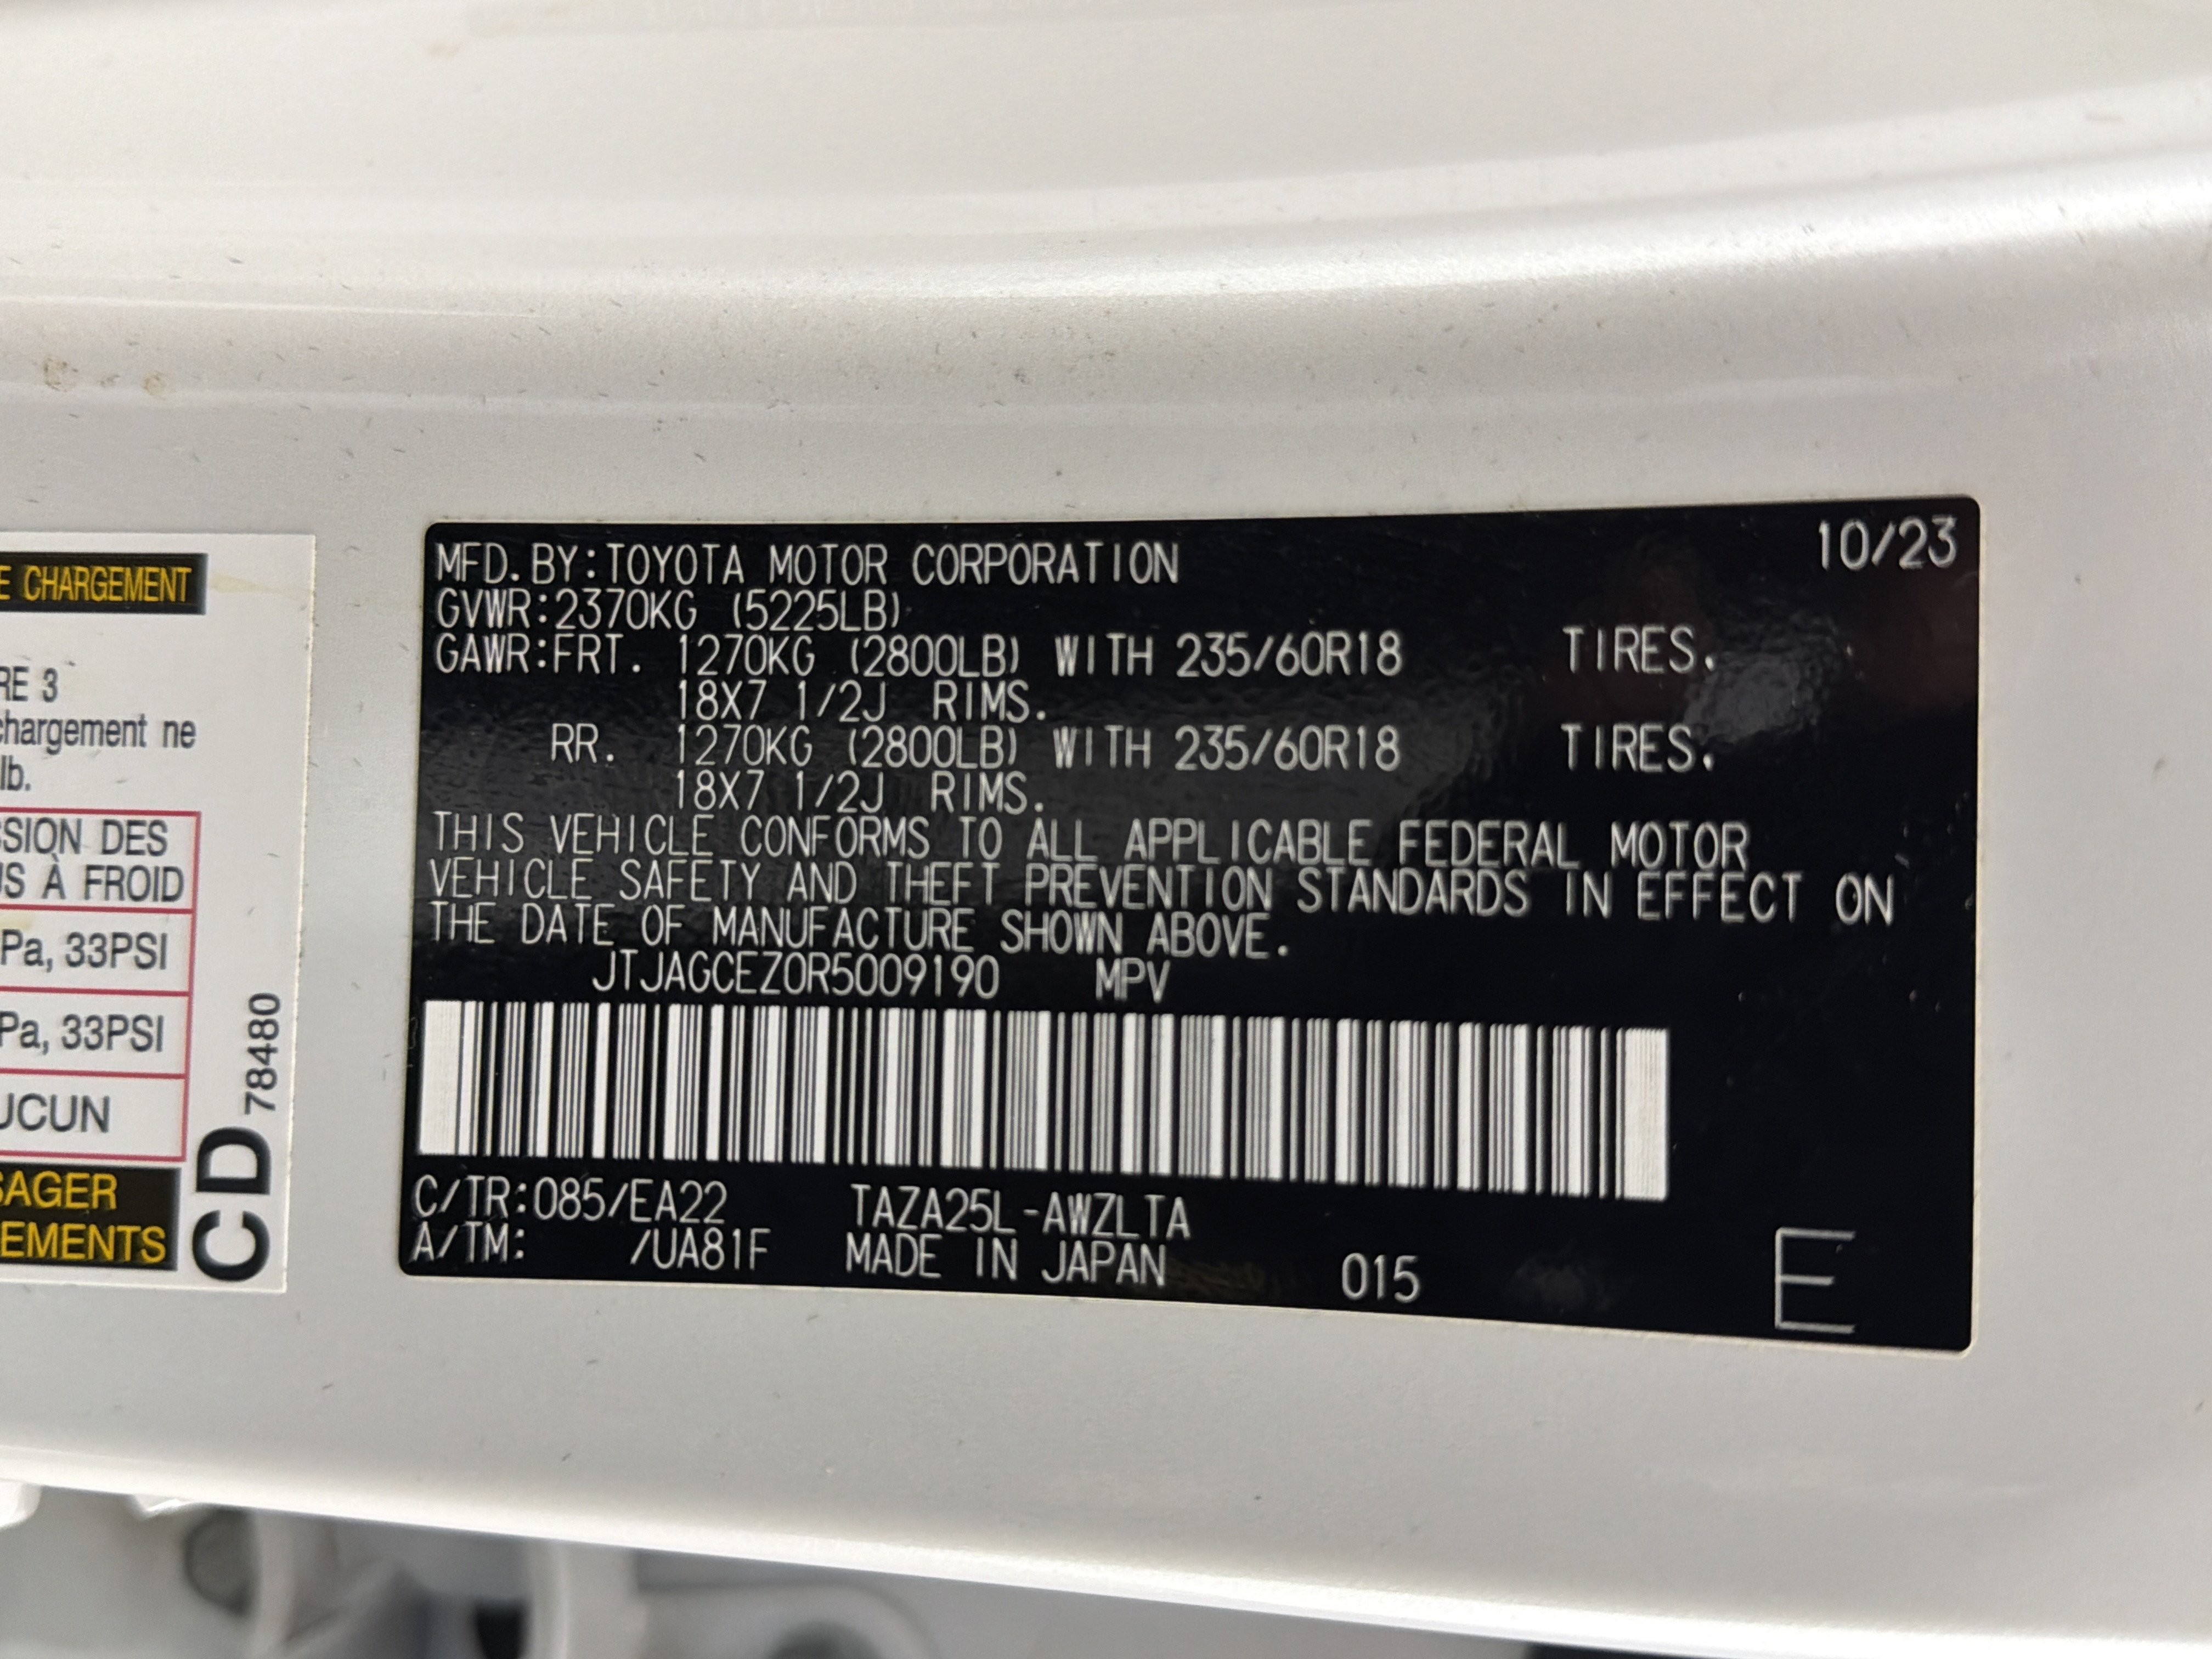 E CHARGEMENT
RE 3
chargement ne
lb.
SSION DES
US À FROID
Pa, 33PSI
Pa, 33PSI
UCUN
SAGER
EMENTS
CD
78480
10/23
MFD.BY:TOYOTA MOTOR CORPORATION
GVWR:2370KG (5225LB)
GAWR:FRT. 1270KG (2800LB) WITH 235/60R18 TIRES.
18X7 1/2J RIMS.
RR. 1270KG (2800LB) WITH 235/60R18 TIRES.
18X7 1/2J RIMS.
THIS VEHICLE CONFORMS TO ALL APPLICABLE FEDERAL MOTOR
VEHICLE SAFETY AND THEFT PREVENTION STANDARDS IN EFFECT ON
THE DATE OF MANUFACTURE SHOWN ABOVE.
JTJAGCEZ0R5009190 MPV
C/TR:085/EA22 TAZA25L-AWZLTA
A/TM: /UA81F MADE IN JAPAN 015
E